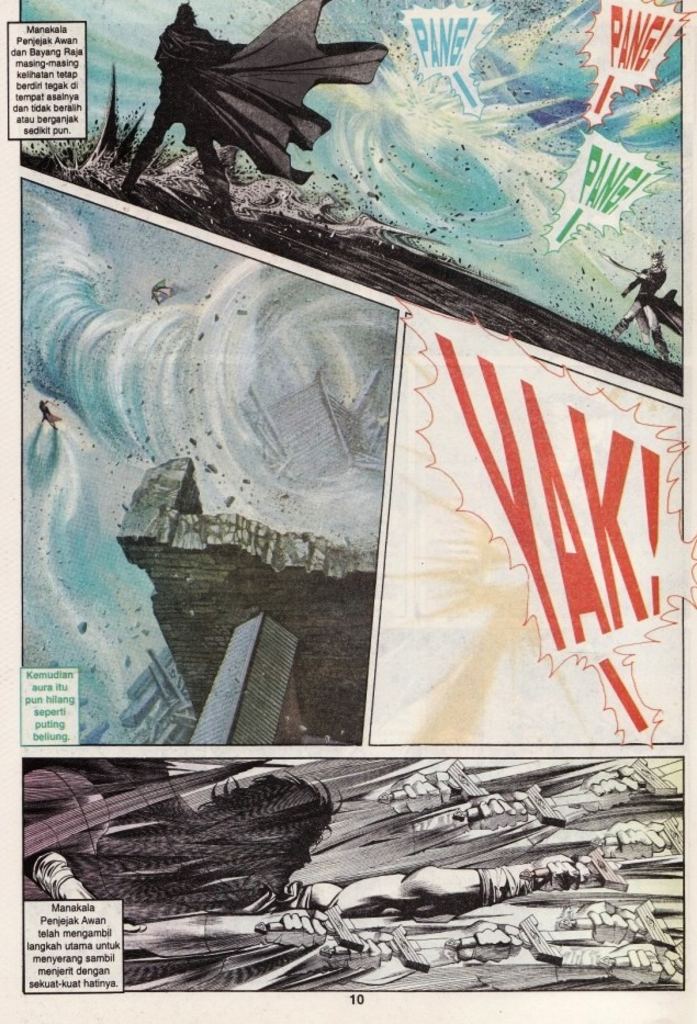 Manakala
Penjejak Awan
dan Bayang Raja
masing-masing
kelihatan tetap
berdiri tegak di
tempat asalnya
dan tidak beralih
atau berganjak
sedikit pun.
PANG!
PANG!
PANG!
YAK!
Kemudian
aura itu
pun hilang
seperti
puting
beliung.
Manakala
Penjejak Awan
telah mengambil
langkah utama untuk
menyerang sambil
menjerit dengan
sekuat-kuat hatinya.
10